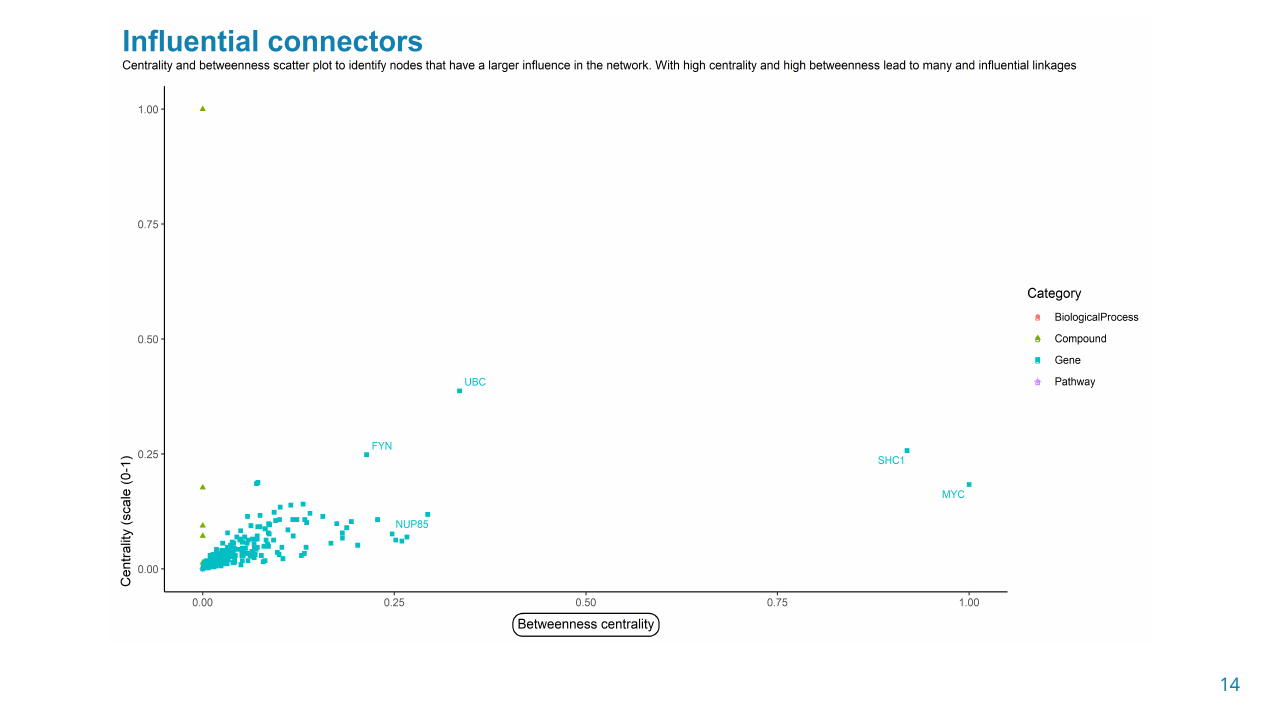 Influential connectors
Centrality and betweenness scatter plot to identify nodes that have a larger influence in the network. With high centrality and high betweenness lead to many and influential linkages
Centrality (scale (0-1)
1.00
0.75
0.50
0.25
0.00
UBC
FYN
SHC1
MYC
NUP85
0.00
0.25
0.50
0.75
1.00
Betweenness centrality
Category
BiologicalProcess
Compound
Gene
Pathway
14